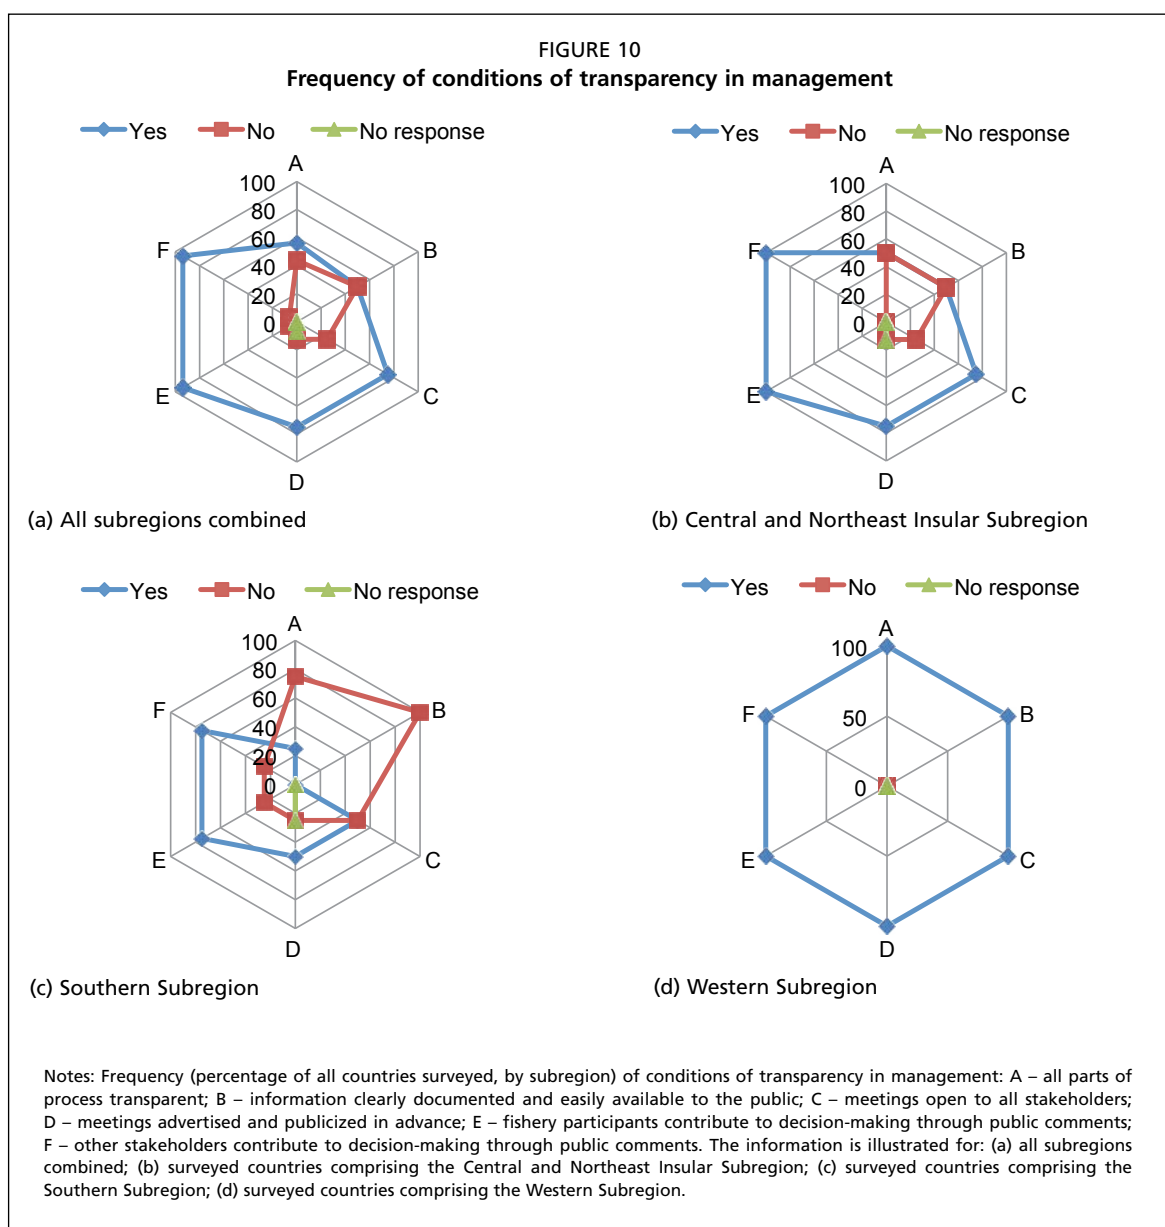 FIGURE 10
Frequency of conditions of transparency in management
Yes No No response
A
100
80
60
40
20
0
F
B
E
C
D
(a) All subregions combined
Yes No No response
A
100
80
60
40
20
0
F
B
E
C
D
(b) Central and Northeast Insular Subregion
Yes No No response
A
100
80
60
40
20
0
F
B
E
C
D
(c) Southern Subregion
Yes No No response
A
100
50
0
F
B
E
C
D
(d) Western Subregion
Notes: Frequency (percentage of all countries surveyed, by subregion) of conditions of transparency in management: A – all parts of
process transparent; B – information clearly documented and easily available to the public; C – meetings open to all stakeholders;
D – meetings advertised and publicized in advance; E – fishery participants contribute to decision-making through public comments;
F – other stakeholders contribute to decision-making through public comments. The information is illustrated for: (a) all subregions
combined; (b) surveyed countries comprising the Central and Northeast Insular Subregion; (c) surveyed countries comprising the
Southern Subregion; (d) surveyed countries comprising the Western Subregion.